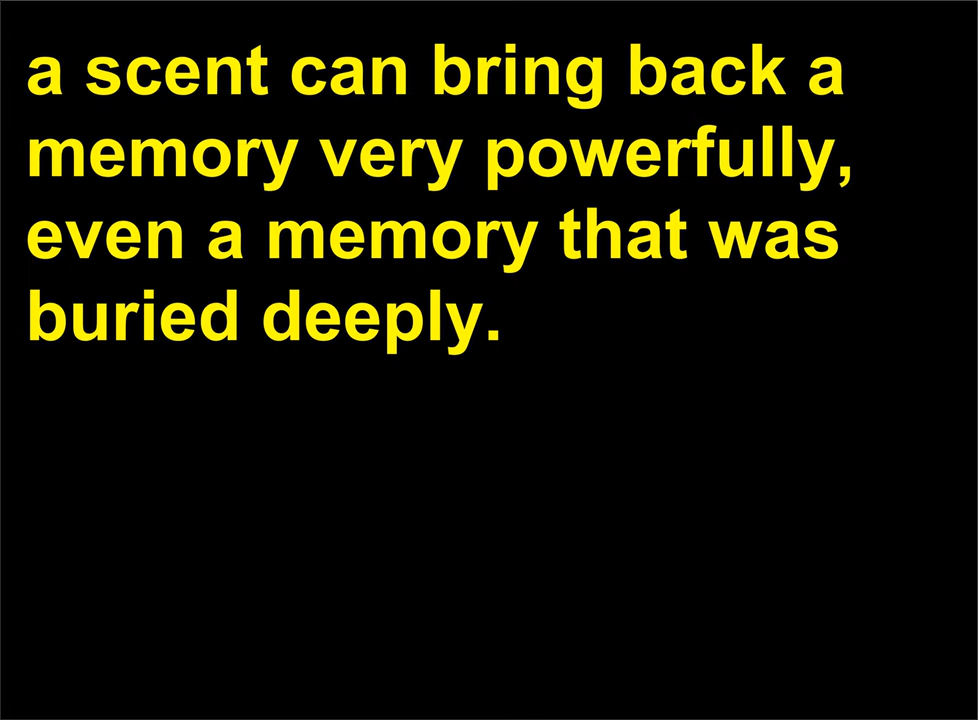 a scent can bring back a
memory very powerfully,
even a memory that was
buried deeply.